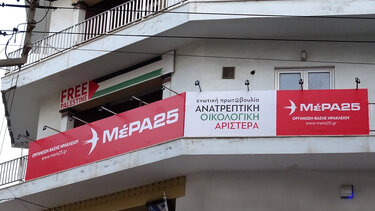 FREE
PALESTINE
ΜέΡΑ25
ΟΡΓΑΝΩΣΗ ΒΑΣΗΣ ΗΡΑΚΛΕΙΟΥ
www.mera25.gr
ενωτική πρωτοβουλία
ΑΝΑΤΡΕΠΤΙΚΗ
ΟΙΚΟΛΟΓΙΚΗ
ΑΡΙΣΤΕΡΑ
ΜέΡΑ25
ΟΡΓΑΝΩΣΗ ΒΑΣΗΣ ΗΡΑΚΛΕΙΟΥ
www.mera25.gr